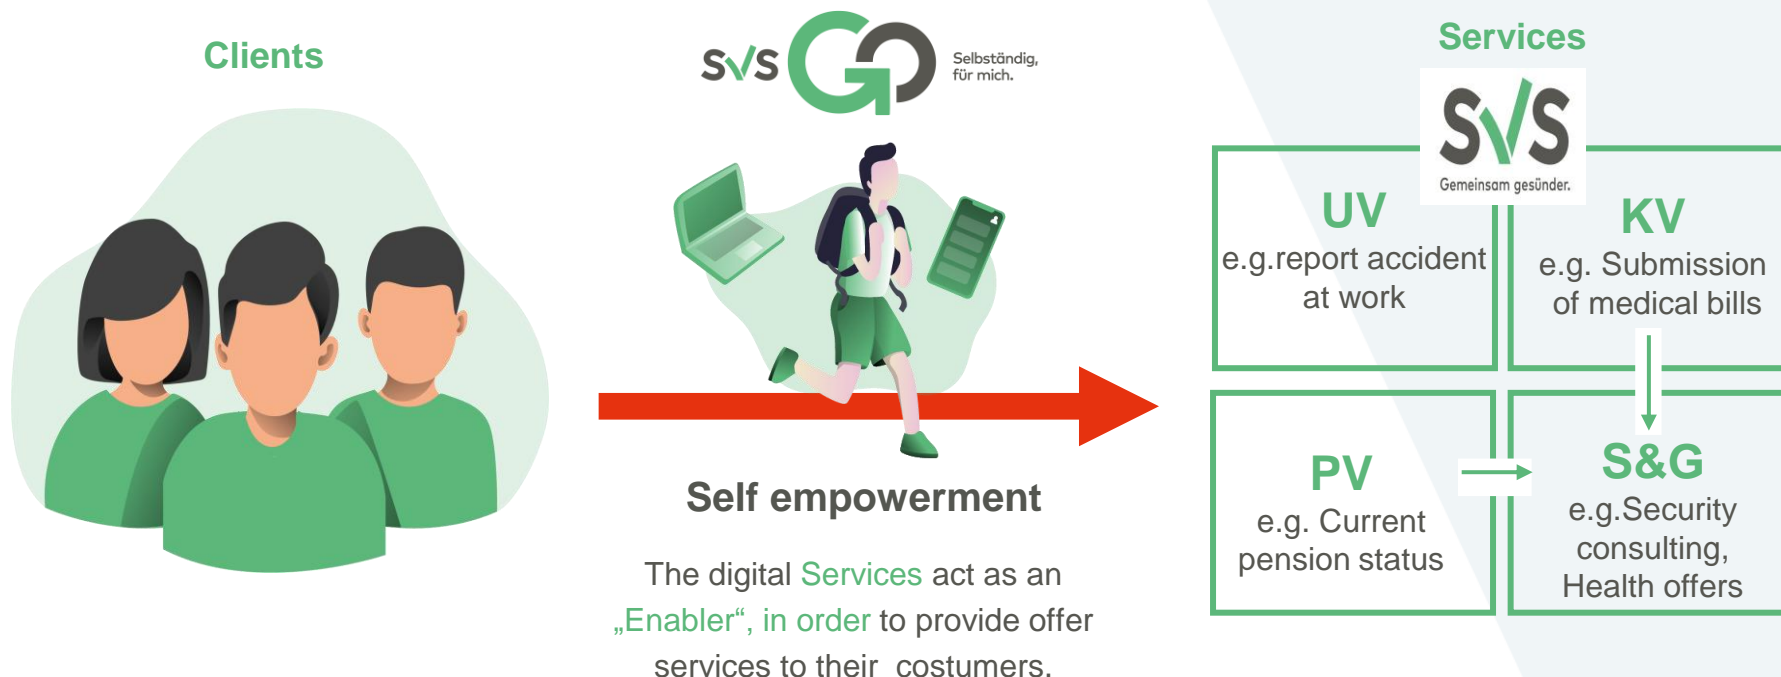 Clients
SVS GO
Selbständig,
für mich.
Self empowerment
The digital Services act as an
„Enabler“, in order to provide offer
services to their  costumers.
Services
SVS
Gemeinsam gesünder.
UV
e.g.report accident
at work
KV
e.g. Submission
of medical bills
PV
e.g. Current
pension status
S&G
e.g.Security
consulting,
Health offers